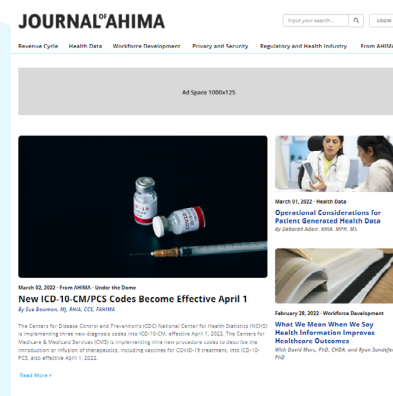 JOURNAL OF AHIMA
Input your search...
LOGIN
Revenue Cycle Health Data Workforce Development Privacy and Security Regulatory and Health Industry From AHIMA
Ad Space 1000x125
March 02, 2022 · From AHIMA · Under the Dome
New ICD-10-CM/PCS Codes Become Effective April 1
By Sue Bowman, MJ, RHIA, CCS, FAHIMA
The Centers for Disease Control and Prevention's (CDC) National Center for Health Statistics (NCHS)
is implementing three new diagnosis codes into ICD-10-CM, effective April 1, 2022. The Centers for
Medicare & Medicaid Services (CMS) is implementing nine new procedure codes to describe the
introduction or infusion of therapeutics, including vaccines for COVID-19 treatment, into ICD-10-
PCS, also effective April 1, 2022.
Read More »
March 01, 2022 · Health Data
Operational Considerations for
Patient Generated Health Data
By Deborah Adair, RHIA, MPH, MS
February 28, 2022 · Workforce Development
What We Mean When We Say
Health Information Improves
Healthcare Outcomes
With David Marc, PhD, CHDA, and Ryan Sandefer,
PhD